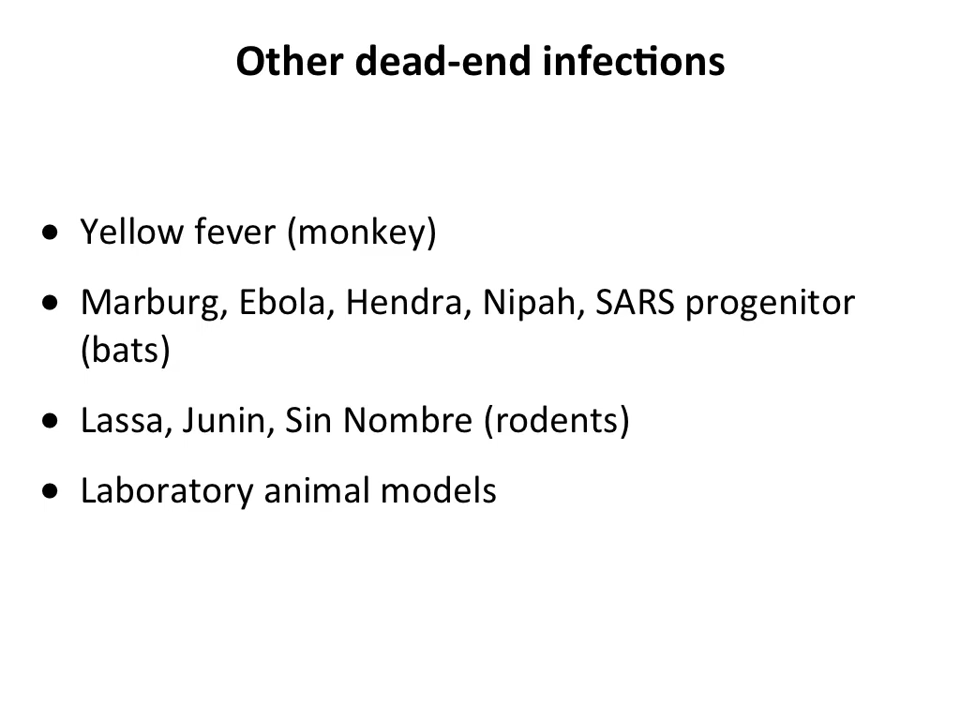 Other dead-end infections
• Yellow fever (monkey)
• Marburg, Ebola, Hendra, Nipah, SARS progenitor
(bats)
• Lassa, Junin, Sin Nombre (rodents)
• Laboratory animal models